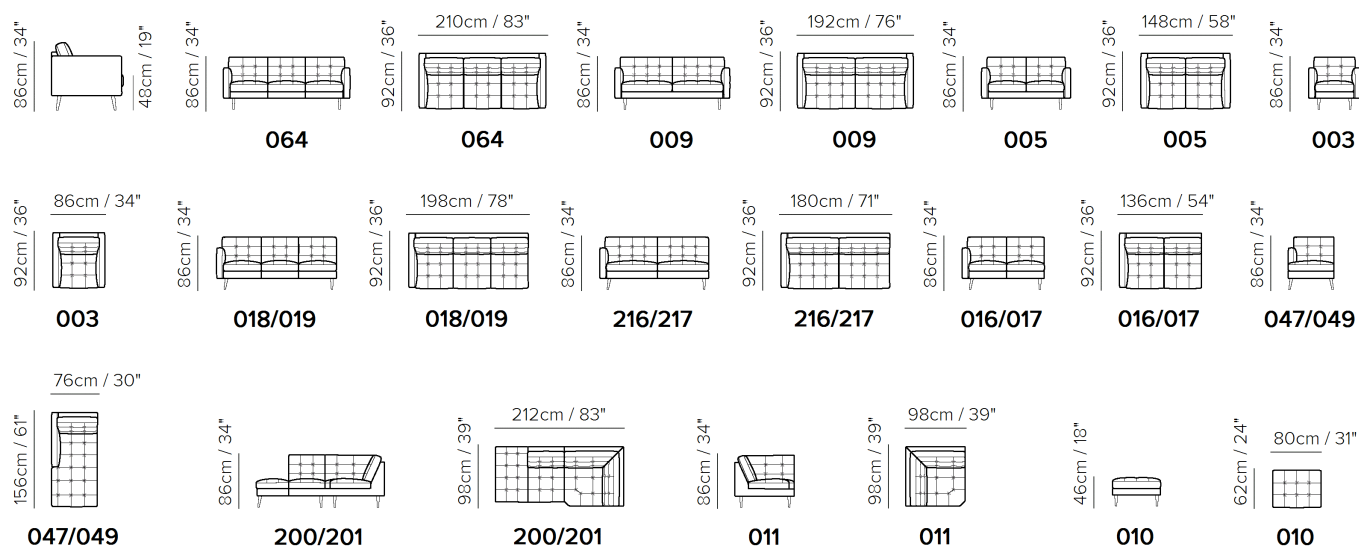 86cm / 34"
48cm / 19"
86cm / 34"
064
210cm / 83"
92cm / 36"
064
86cm / 34"
009
192cm / 76"
92cm / 36"
009
86cm / 34"
005
148cm / 58"
92cm / 36"
005
86cm / 34"
003
86cm / 34"
92cm / 36"
003
86cm / 34"
018/019
198cm / 78"
92cm / 36"
018/019
86cm / 34"
216/217
180cm / 71"
92cm / 36"
216/217
86cm / 34"
016/017
136cm / 54"
92cm / 36"
016/017
86cm / 34"
047/049
76cm / 30"
156cm / 61"
047/049
86cm / 34"
200/201
212cm / 83"
98cm / 39"
200/201
86cm / 34"
011
98cm / 39"
98cm / 39"
011
46cm / 18"
010
80cm / 31"
62cm / 24"
010